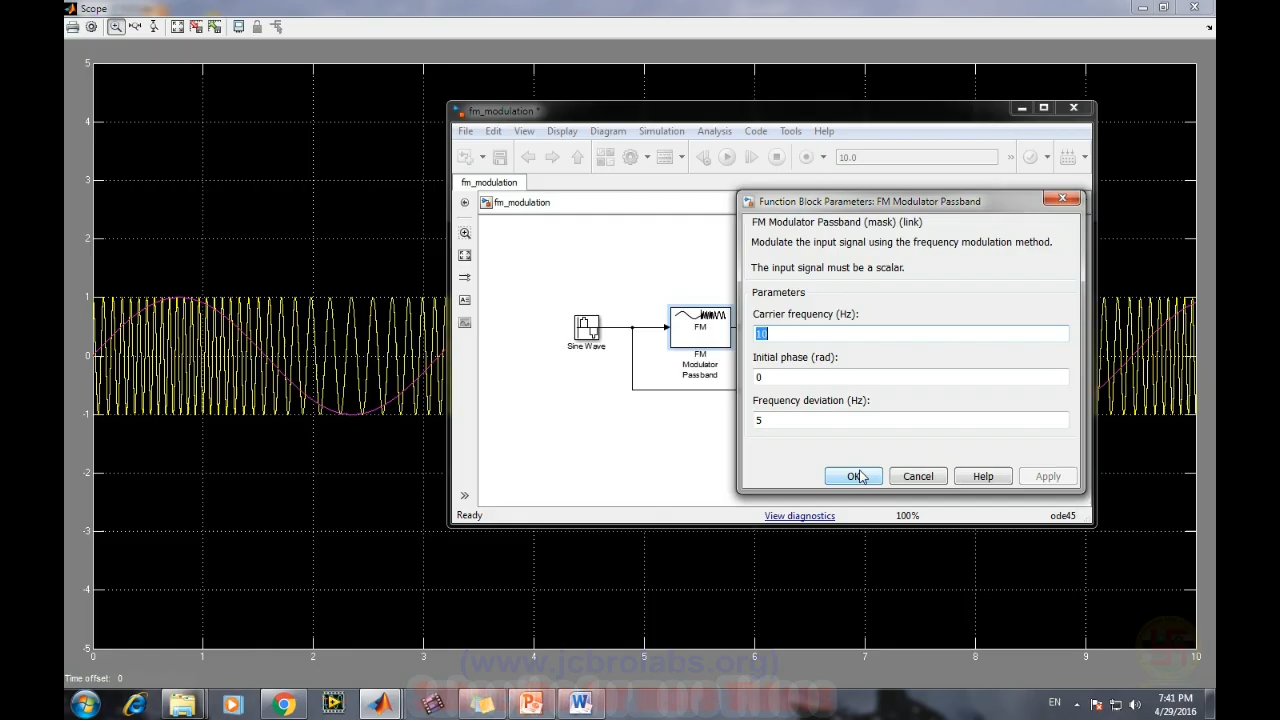 Scope
5
4
3
2
1
0
-1
-2
-3
-4
-5
0
1
2
3
4
5
6
7
8
9
10
Time offset: 0
fm_modulation *
File Edit View Display Diagram Simulation Analysis Code Tools Help
10.0
»
fm_modulation
fm_modulation
Sine Wave
FM
FM
Modulator
Passband
»
Ready
View diagnostics
100%
ode45
Function Block Parameters: FM Modulator Passband
FM Modulator Passband (mask) (link)
Modulate the input signal using the frequency modulation method.
The input signal must be a scalar.
Parameters
Carrier frequency (Hz):
10
Initial phase (rad):
0
Frequency deviation (Hz):
5
OK Cancel Help Apply
(www.jcbrolabs.org)
EN
7:41 PM
4/29/2016